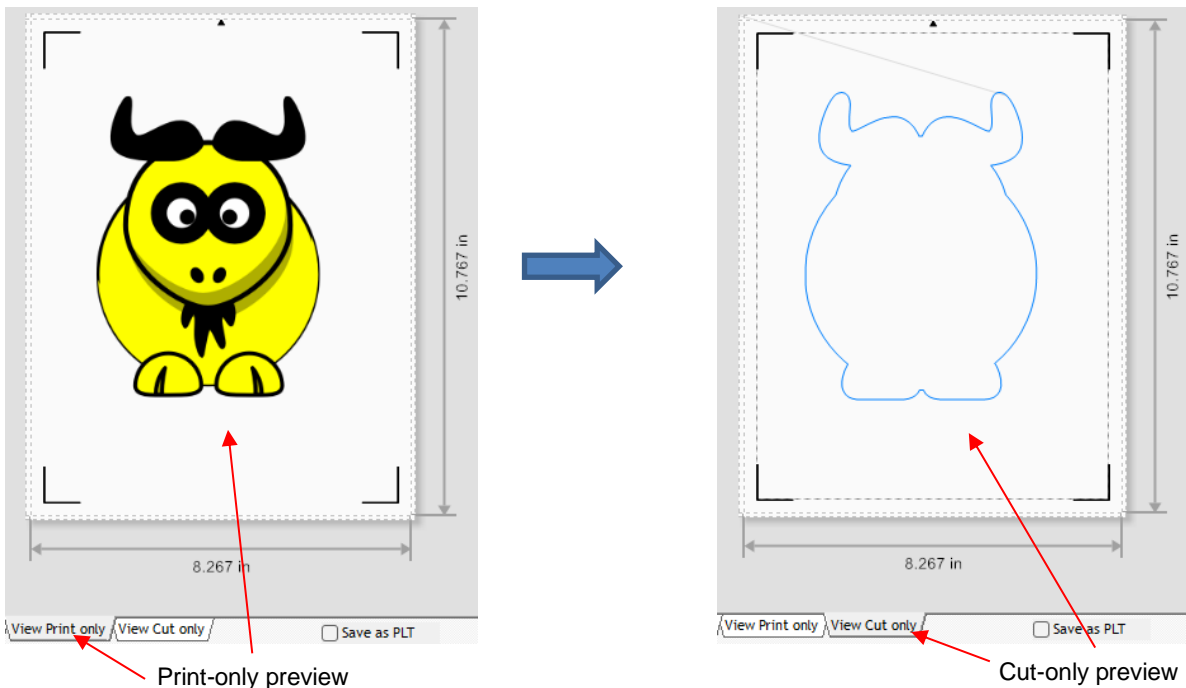 10.767 in
8.267 in
View Print only View Cut only Save as PLT
Print-only preview
10.767 in
8.267 in
View Print only View Cut only Save as PLT
Cut-only preview